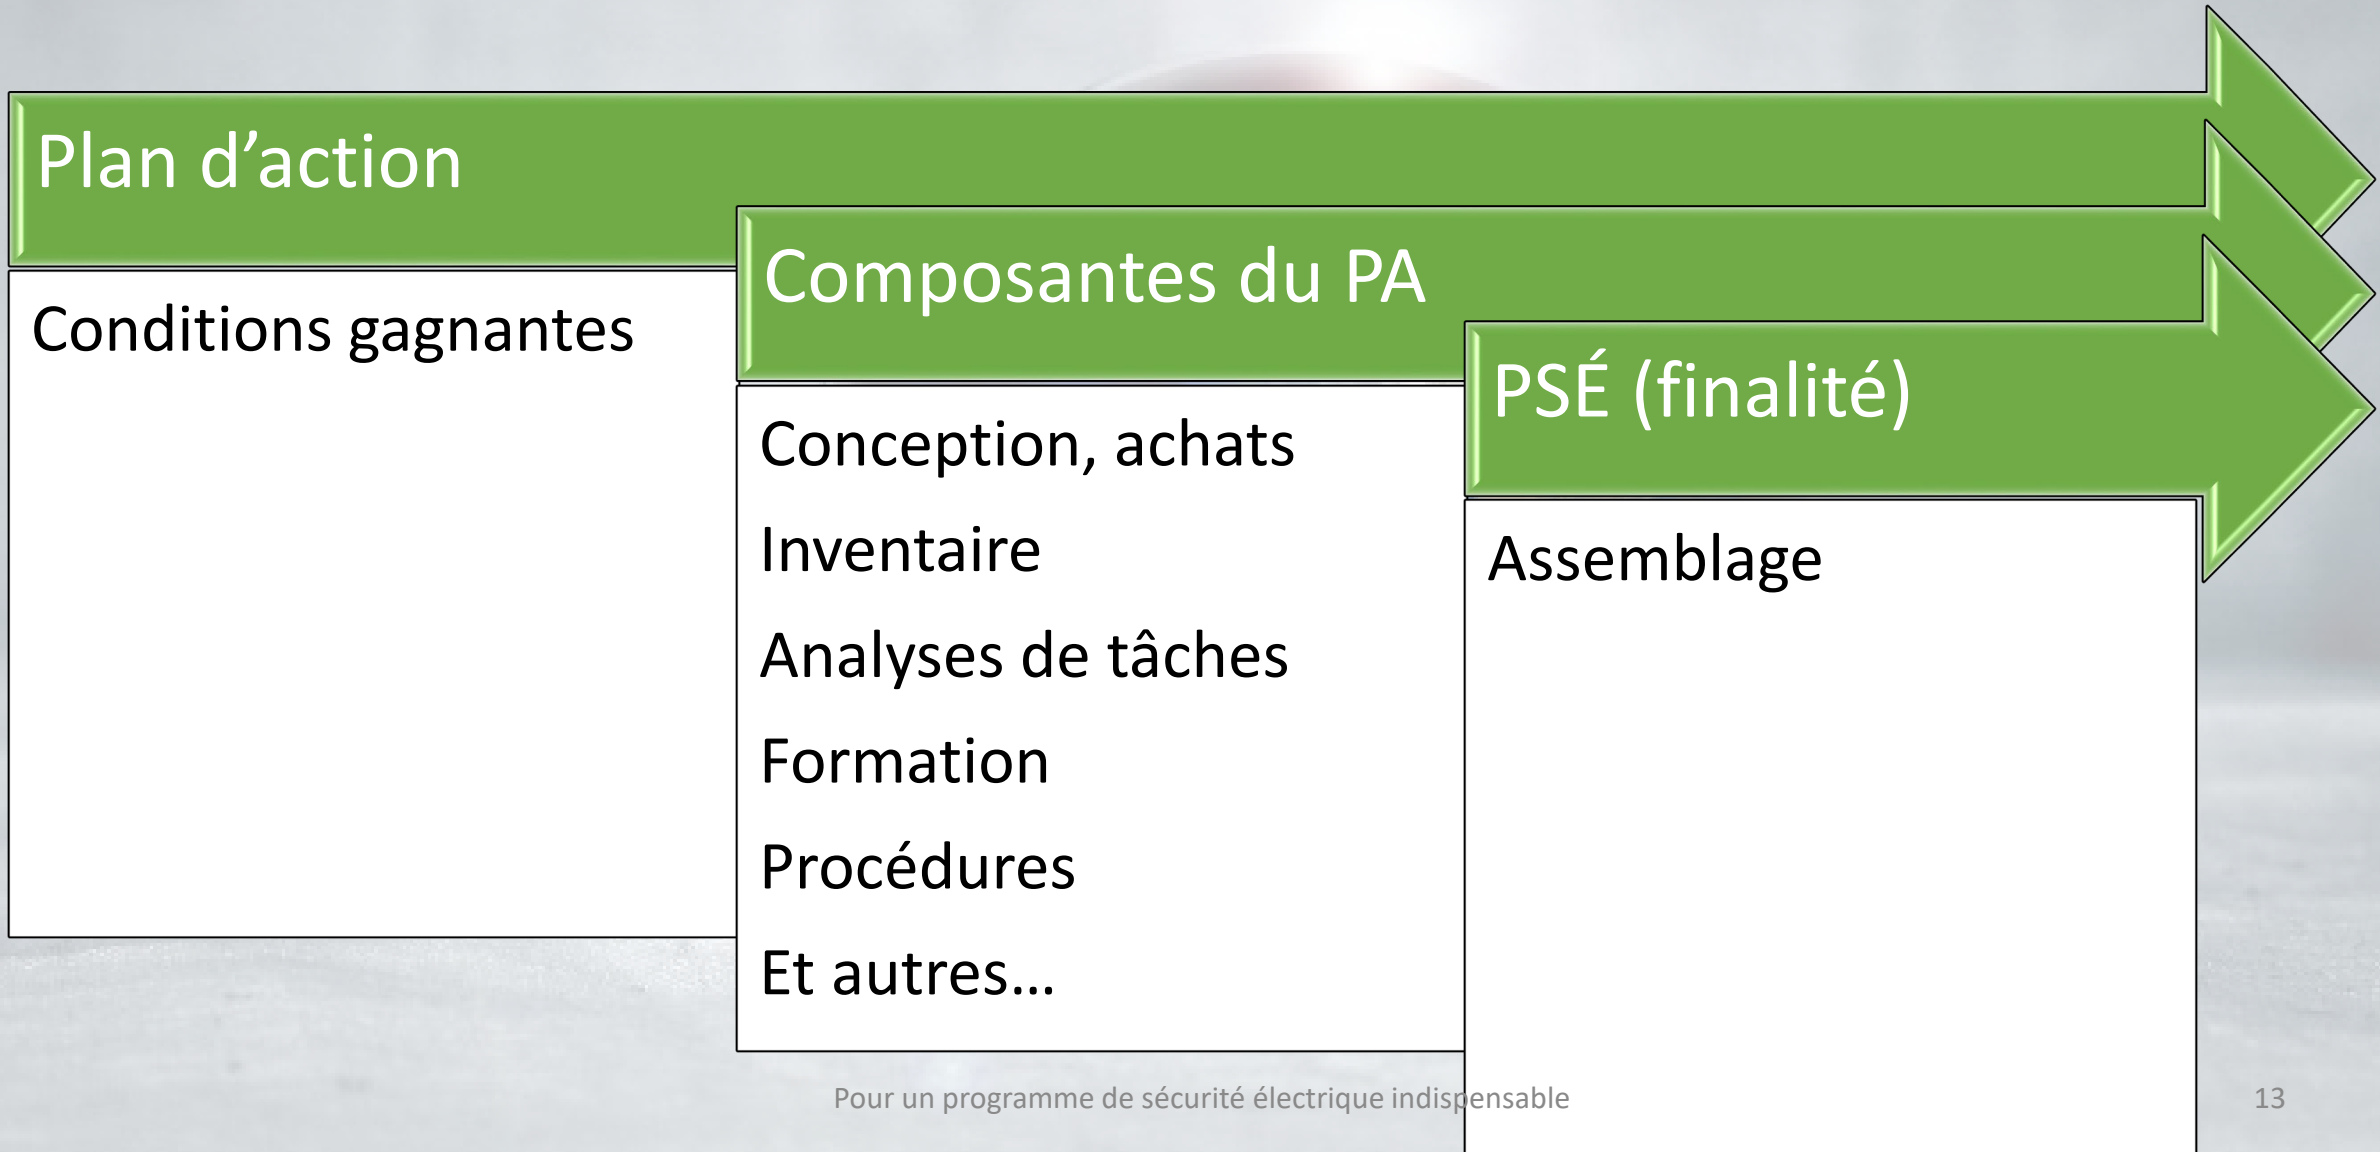 Plan d’action
Conditions gagnantes
Composantes du PA
Conception, achats
Inventaire
Analyses de tâches
Formation
Procédures
Et autres…
PSÉ (finalité)
Assemblage
Pour un programme de sécurité électrique indispensable
13